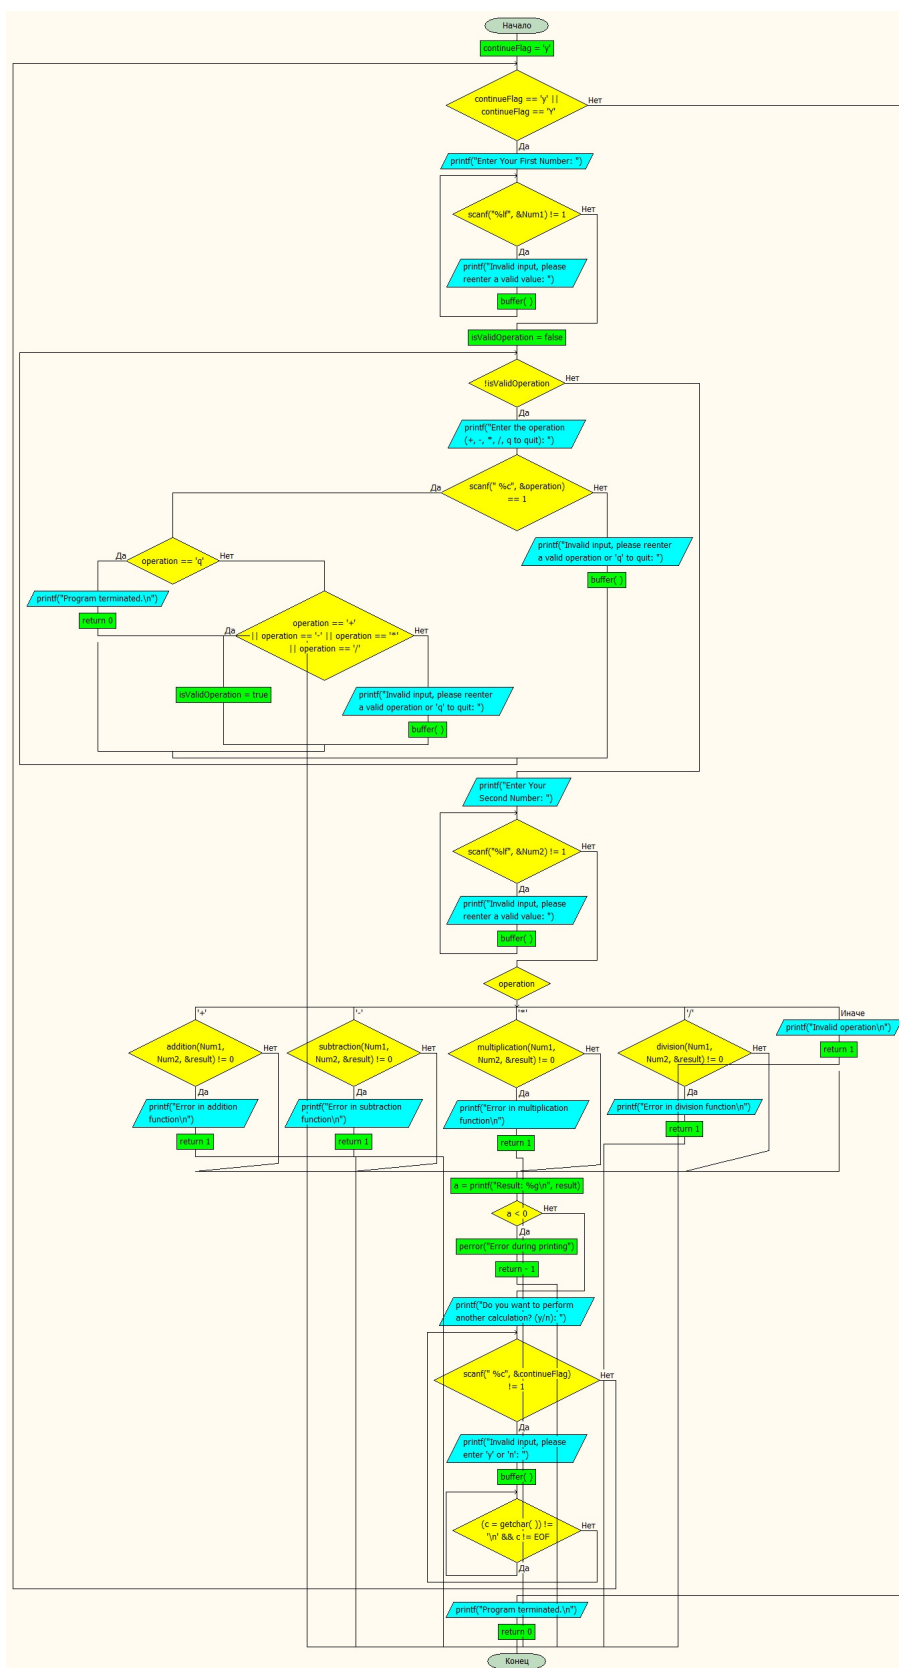 Начало
continueFlag = 'y'
continueFlag == 'y' ||
continueFlag == 'Y'
Нет
Да
printf("Enter Your First Number: ")
scanf("%lf", &Num1) != 1
Нет
Да
printf("Invalid input, please
reenter a valid value: ")
buffer( )
isValidOperation = false
!isValidOperation
Нет
Да
printf("Enter the operation
(+, -, *, /, q to quit): ")
Да
scanf(" %c", &operation)
== 1
Нет
printf("Invalid input, please reenter
a valid operation or 'q' to quit: ")
buffer( )
Да
operation == 'q'
Нет
printf("Program terminated.\n")
return 0
Да
operation == '+'
|| operation == '-' || operation == '*'
|| operation == '/'
Нет
isValidOperation = true
printf("Invalid input, please reenter
a valid operation or 'q' to quit: ")
buffer( )
printf("Enter Your
Second Number: ")
scanf("%lf", &Num2) != 1
Нет
Да
printf("Invalid input, please
reenter a valid value: ")
buffer( )
operation
'+'
'-'
'*'
'/'
Иначе
addition(Num1,
Num2, &result) != 0
Нет
Да
printf("Error in addition
function\n")
return 1
subtraction(Num1,
Num2, &result) != 0
Нет
Да
printf("Error in subtraction
function\n")
return 1
multiplication(Num1,
Num2, &result) != 0
Нет
Да
printf("Error in multiplication
function\n")
return 1
division(Num1,
Num2, &result) != 0
Нет
Да
printf("Error in division function\n")
return 1
printf("Invalid operation\n")
return 1
a = printf("Result: %g\n", result)
a < 0
Нет
Да
perror("Error during printing")
return - 1
printf("Do you want to perform
another calculation? (y/n): ")
scanf(" %c", &continueFlag)
!= 1
Нет
Да
printf("Invalid input, please
enter 'y' or 'n': ")
buffer( )
(c = getchar( )) !=
'\n' && c != EOF
Нет
Да
printf("Program terminated.\n")
return 0
Конец